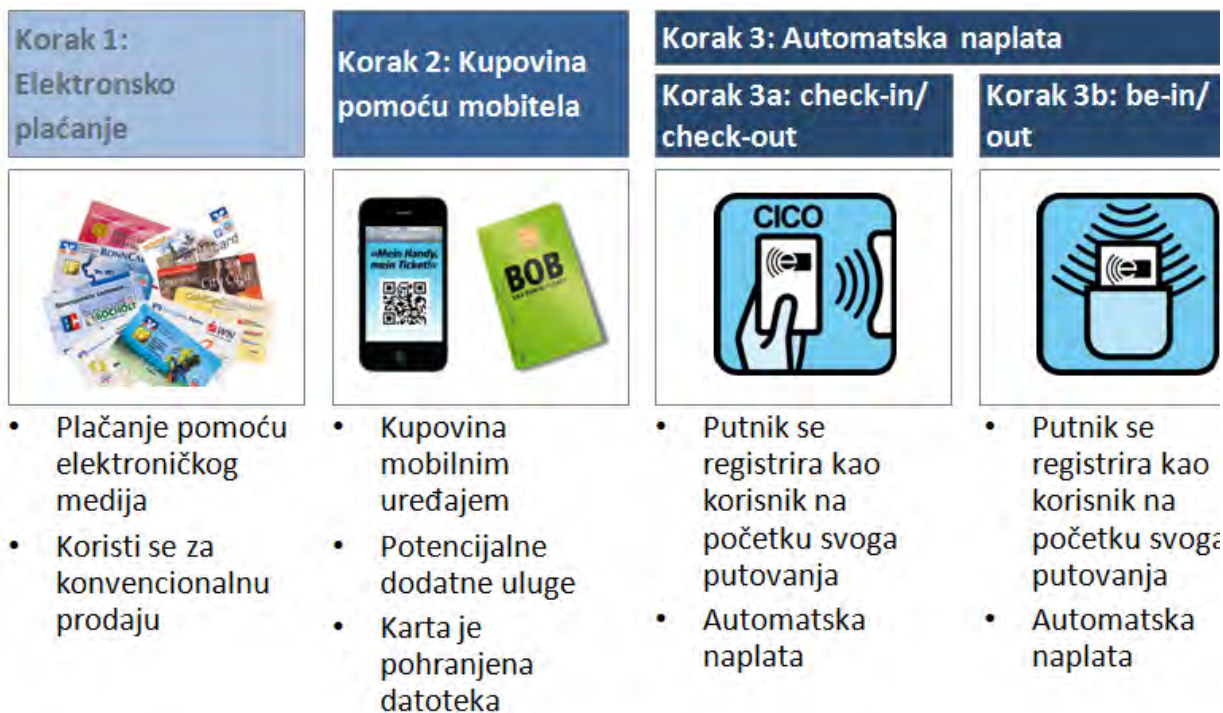 Korak 1:
Elektronsko
plaćanje
Korak 2: Kupovina
pomoću mobitela
Korak 3: Automatska naplata
Korak 3a: check-in/
check-out
Korak 3b: be-in/
out
»Mein Handy,
mein Ticket!«
BOB
CICO
e
e
• Plačanje pomoću
elektroničkog
medija
• Koristi se za
konvencionalnu
prodaju
• Kupovina
mobilnim
uređajem
• Potencijalne
dodatne uluge
• Karta je
pohranjena
datoteka
• Putnik se
registrira kao
korisnik na
početku svoga
putovanja
• Automatska
naplata
• Putnik se
registrira kao
korisnik na
početku svoga
putovanja
• Automatska
naplata